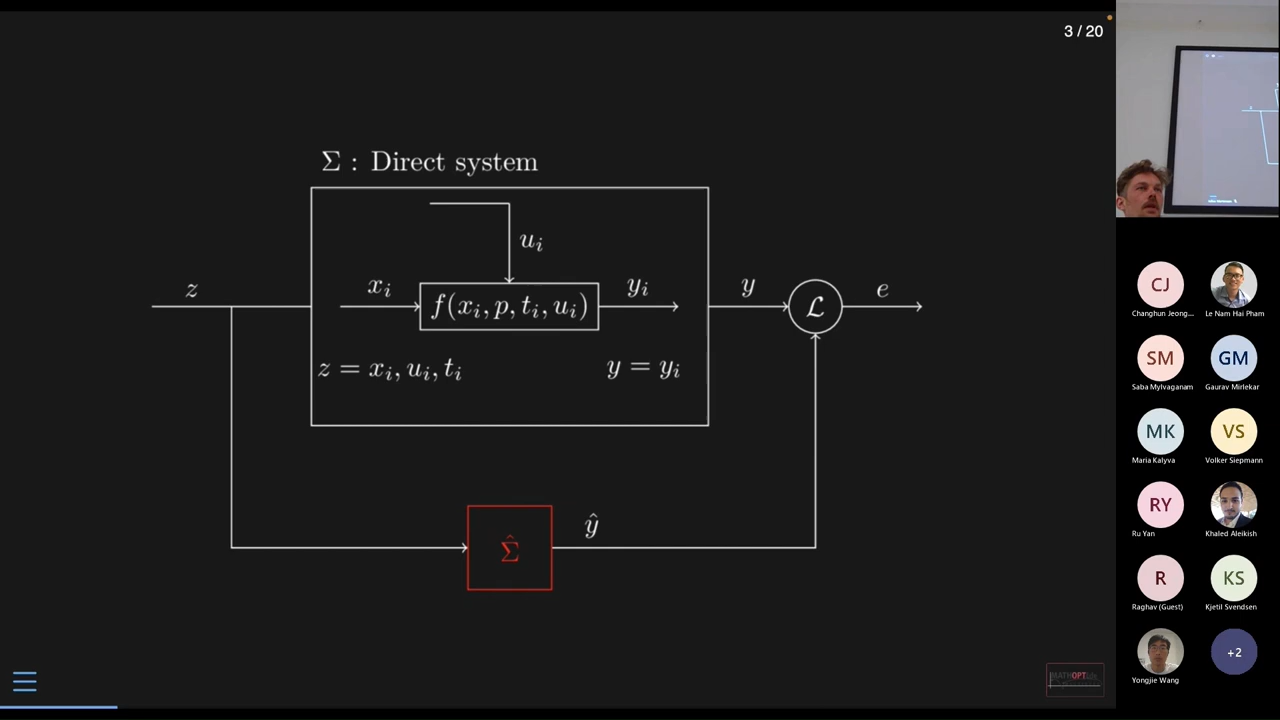 3 / 20
Σ : Direct system
u_i
z
x_i
f(x_i, p, t_i, u_i)
y_i
y
ℒ
e
z = x_i, u_i, t_i
y = y_i
Σ̂
ŷ
MATHOPT
CJ
Changhun Jeong...
Le Nam Hai Pham
SM
Saba Mylvaganam
GM
Gaurav Mirlekar
MK
Maria Kalyva
VS
Volker Siepmann
RY
Ru Yan
Khaled Aleikish
R
Raghav (Guest)
KS
Kjetil Svendsen
Yongjie Wang
+2